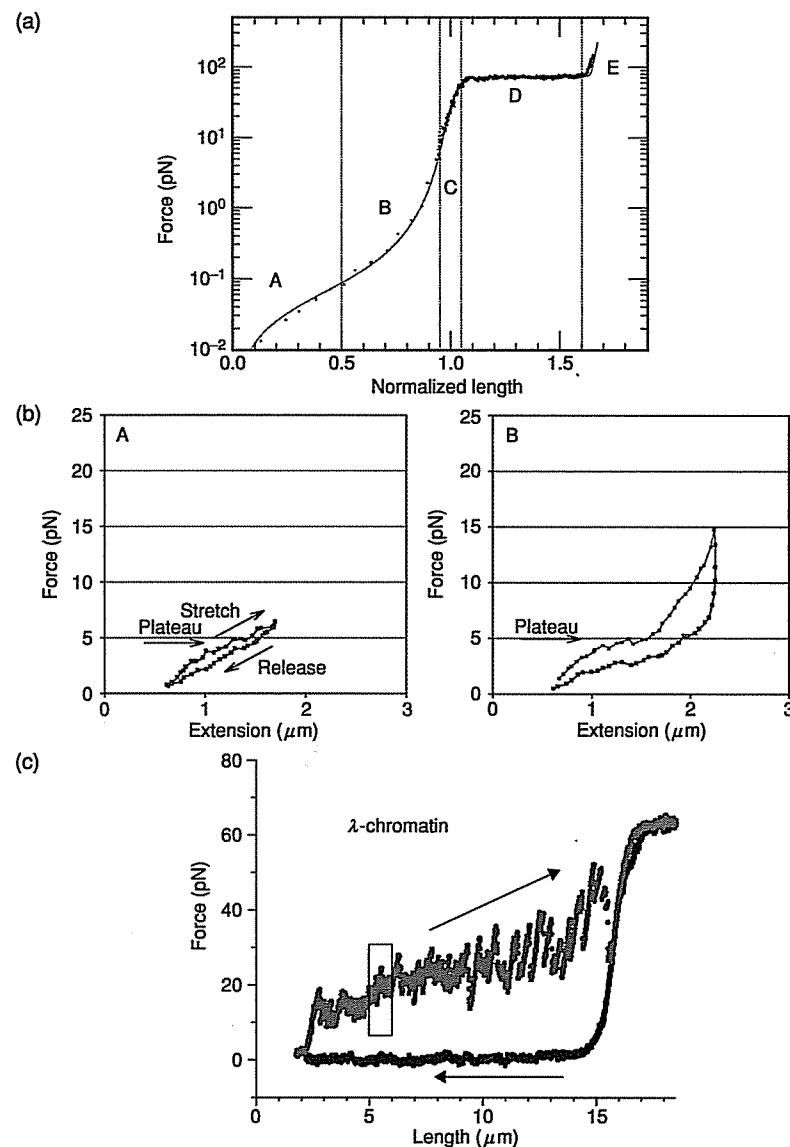 (a)
10²
10¹
10⁰
10⁻¹
10⁻²
Force (pN)
A
B
C
D
E
0.0 0.5 1.0 1.5
Normalized length
(b)
A
25
20
15
10
5
0
Force (pN)
Stretch
Plateau
Release
0 1 2 3
Extension (μm)
B
25
20
15
10
5
0
Force (pN)
Plateau
0 1 2 3
Extension (μm)
(c)
80
60
40
20
0
Force (pN)
λ-chromatin
0 5 10 15
Length (μm)